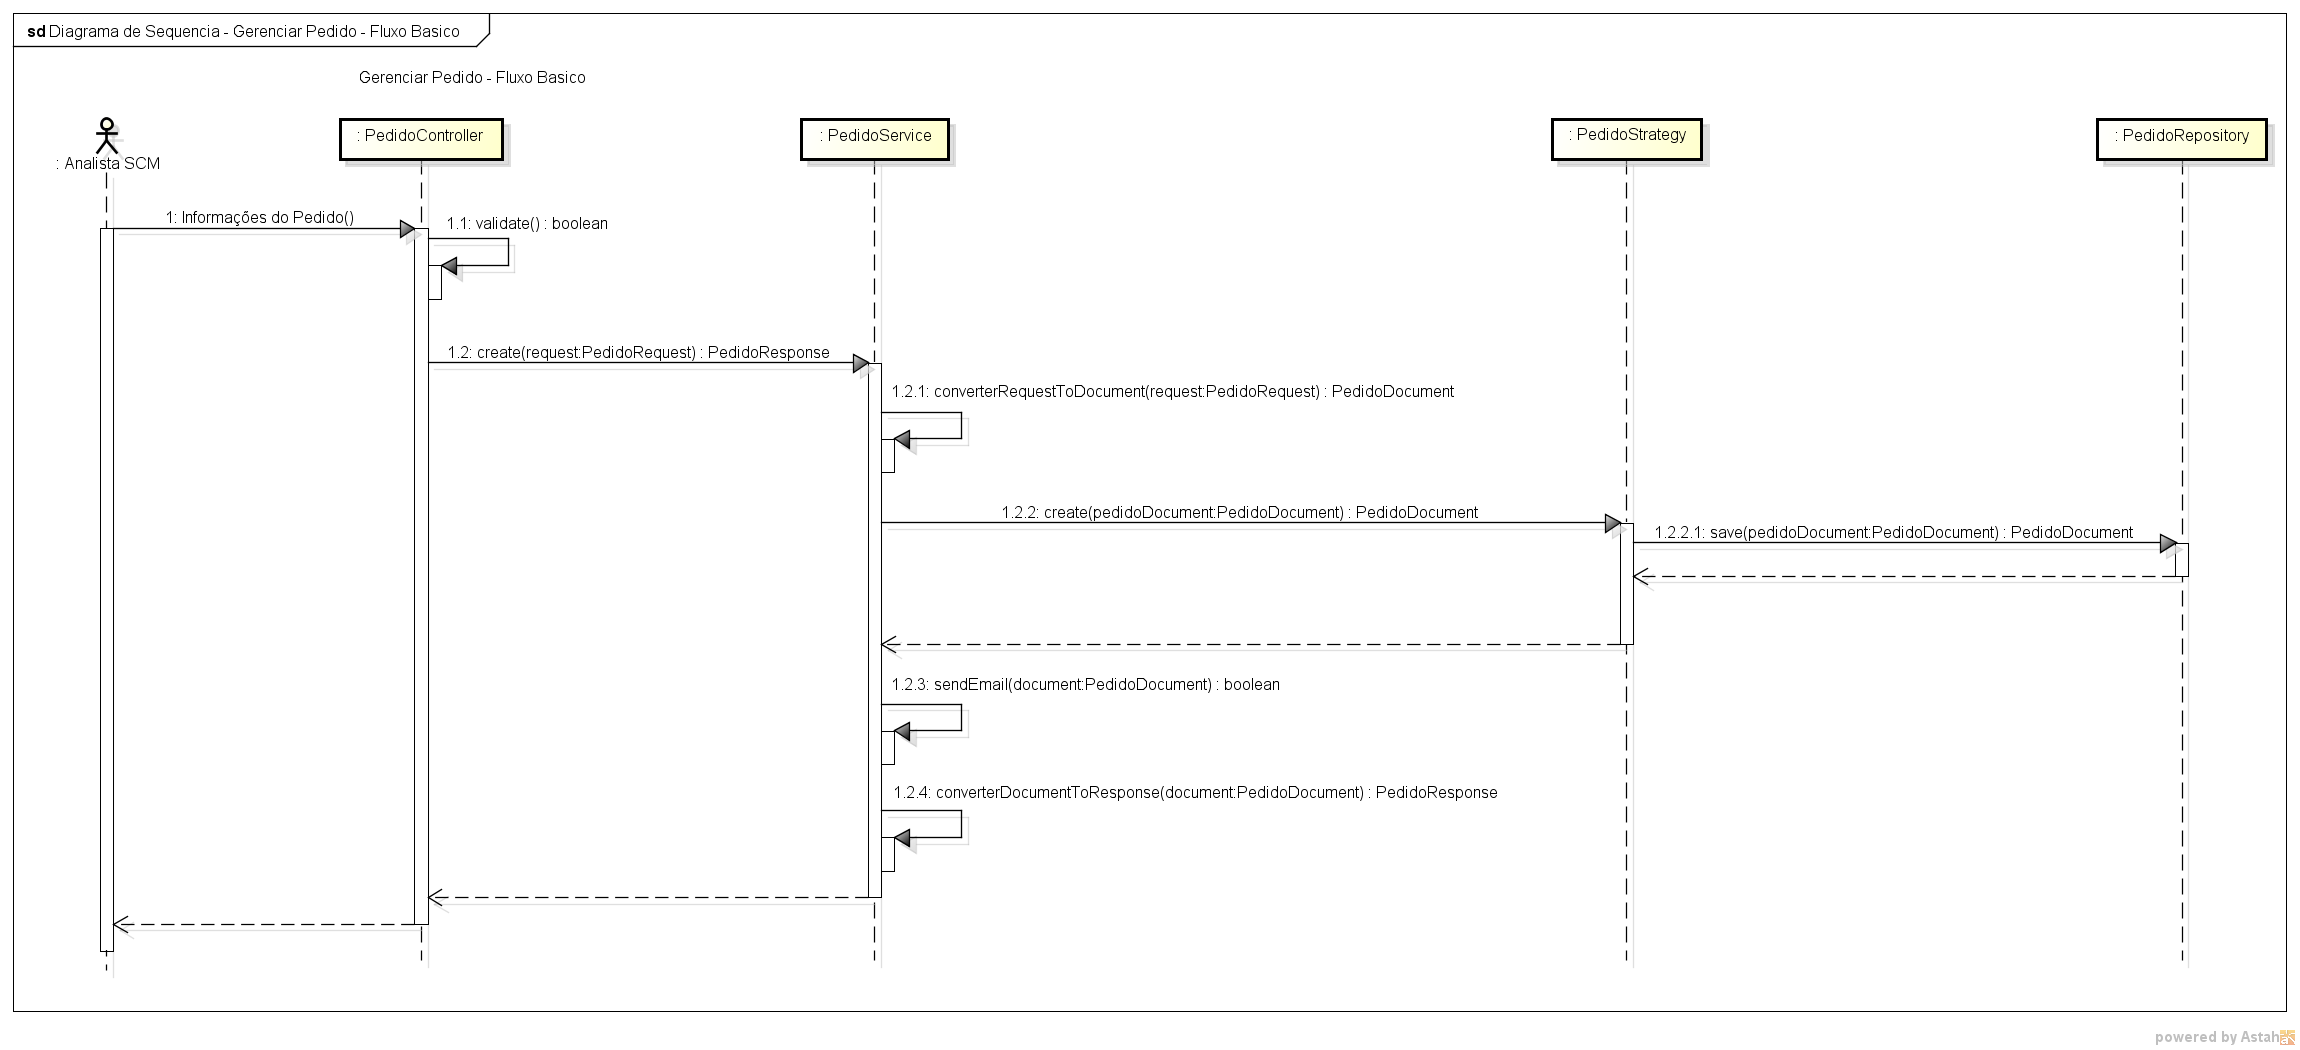 sd Diagrama de Sequencia - Gerenciar Pedido - Fluxo Basico
Gerenciar Pedido - Fluxo Basico
: Analista SCM
: PedidoController
: PedidoService
: PedidoStrategy
: PedidoRepository
1: Informações do Pedido()
1.1: validate() : boolean
1.2: create(request:PedidoRequest) : PedidoResponse
1.2.1: converterRequestToDocument(request:PedidoRequest) : PedidoDocument
1.2.2: create(pedidoDocument:PedidoDocument) : PedidoDocument
1.2.2.1: save(pedidoDocument:PedidoDocument) : PedidoDocument
1.2.3: sendEmail(document:PedidoDocument) : boolean
1.2.4: converterDocumentToResponse(document:PedidoDocument) : PedidoResponse
powered by Astah